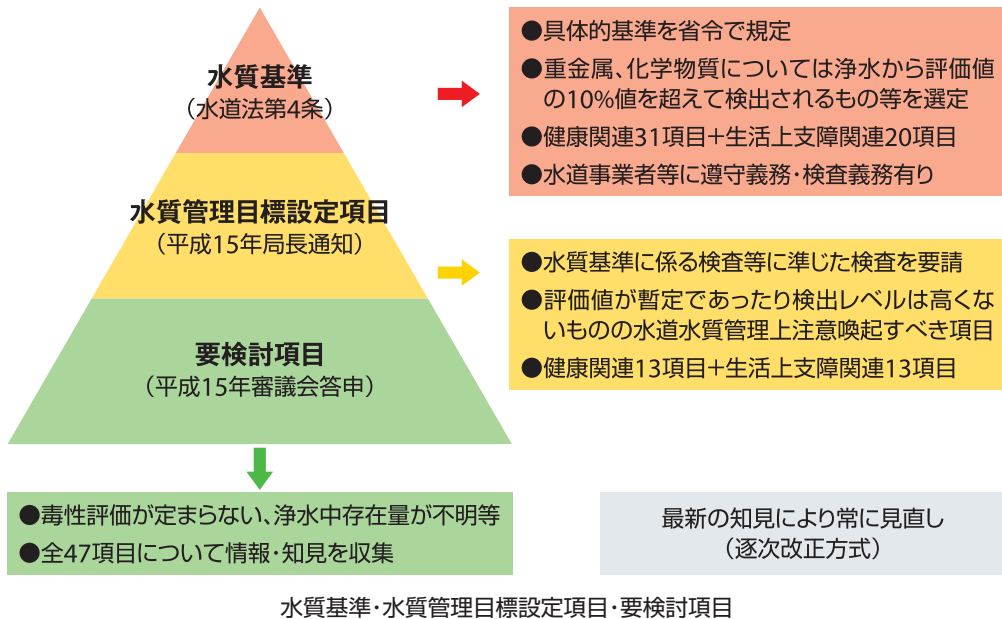 水質基準
（水道法第4条）
●具体的基準を省令で規定
●重金属、化学物質については浄水から評価値
の10%値を超えて検出されるもの等を選定
●健康関連31項目＋生活上支障関連20項目
●水道事業者等に遵守義務・検査義務有り
水質管理目標設定項目
（平成15年局長通知）
●水質基準に係る検査等に準じた検査を要請
●評価値が暫定であったり検出レベルは高くな
いものの水道水質管理上注意喚起すべき項目
●健康関連13項目＋生活上支障関連13項目
要検討項目
（平成15年審議会答申）
●毒性評価が定まらない、浄水中存在量が不明等
●全47項目について情報・知見を収集
最新の知見により常に見直し
（逐次改正方式）
水質基準・水質管理目標設定項目・要検討項目